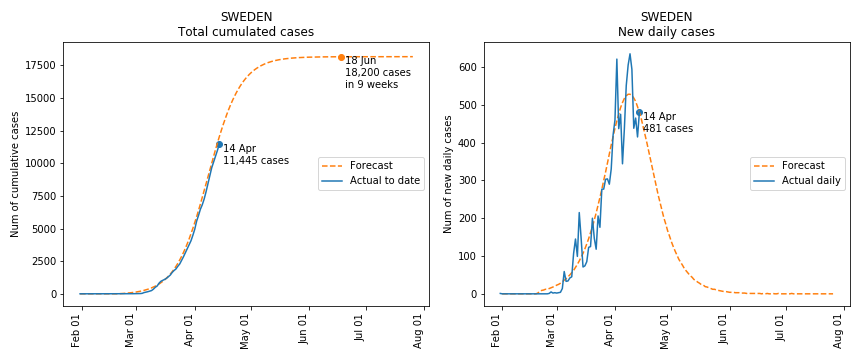 SWEDEN
Total cumulated cases
Num of cumulative cases
17500
15000
12500
10000
7500
5000
2500
0
18 Jun
18,200 cases
in 9 weeks
14 Apr
11,445 cases
Forecast
Actual to date
Feb 01
Mar 01
Apr 01
May 01
Jun 01
Jul 01
Aug 01
SWEDEN
New daily cases
Num of new daily cases
600
500
400
300
200
100
0
14 Apr
481 cases
Forecast
Actual daily
Feb 01
Mar 01
Apr 01
May 01
Jun 01
Jul 01
Aug 01